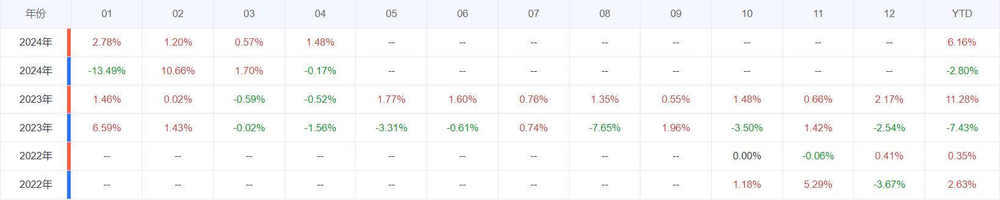 年份 01 02 03 04 05 06 07 08 09 10 11 12 YTD
2024年 2.78% 1.20% 0.57% 1.48% -- -- -- -- -- -- -- -- 6.16%
2024年 -13.49% 10.66% 1.70% -0.17% -- -- -- -- -- -- -- -- -2.80%
2023年 1.46% 0.02% -0.59% -0.52% 1.77% 1.60% 0.76% 1.35% 0.55% 1.48% 0.66% 2.17% 11.28%
2023年 6.59% 1.43% -0.02% -1.56% -3.31% -0.61% 0.74% -7.65% 1.96% -3.50% 1.42% -2.54% -7.43%
2022年 -- -- -- -- -- -- -- -- -- 0.00% -0.06% 0.41% 0.35%
2022年 -- -- -- -- -- -- -- -- -- 1.18% 5.29% -3.67% 2.63%